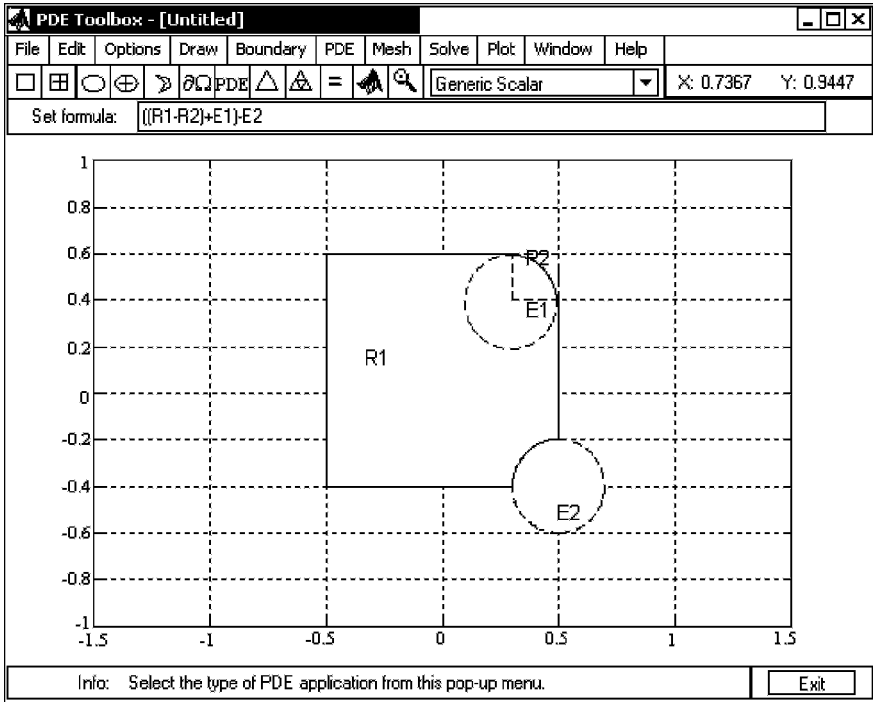 PDE Toolbox - [Untitled]
File Edit Options Draw Boundary PDE Mesh Solve Plot Window Help
∂Ω PDE = Generic Scalar X: 0.7367 Y: 0.9447
Set formula: ((R1-R2)+E1)-E2
1
0.8
0.6
R2
0.4
E1
0.2
R1
0
-0.2
-0.4
E2
-0.6
-0.8
-1
-1.5 -1 -0.5 0 0.5 1 1.5
Info: Select the type of PDE application from this pop-up menu. Exit